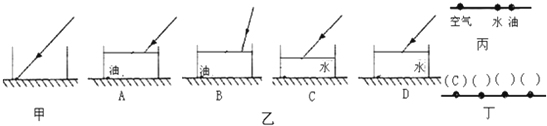 空气 水 油
丙
油 油 水 水
(C) ( ) ( ) ( )
甲 A B C D 丁
乙